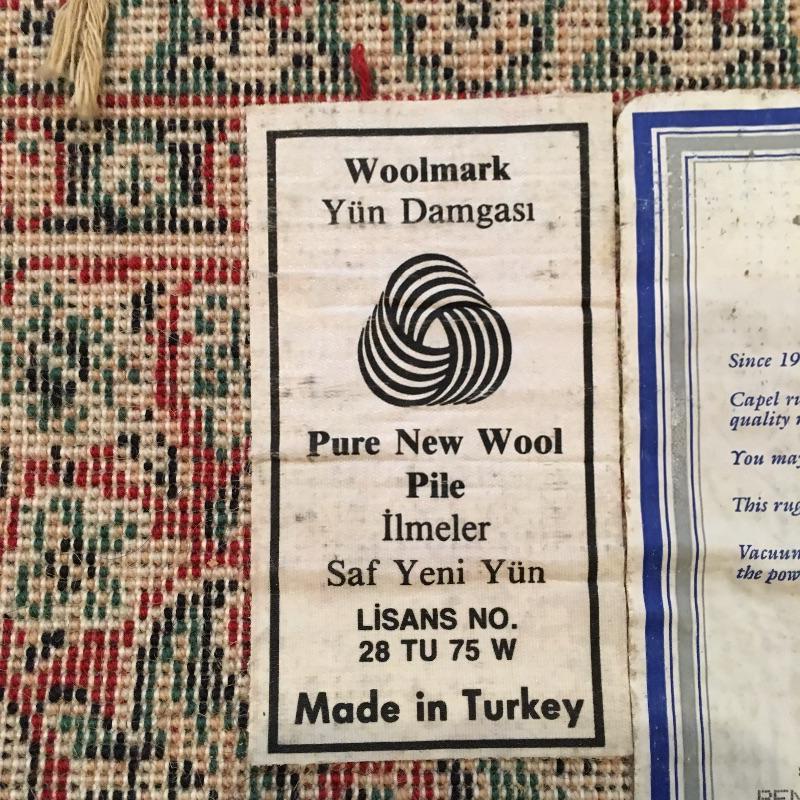 Woolmark
Yün Damgası
Pure New Wool
Pile
İlmeler
Saf Yeni Yün
LİSANS NO.
28 TU 75 W
Made in Turkey
Since 19
Capel
quality
You may
This rug
Vacuum
the pow